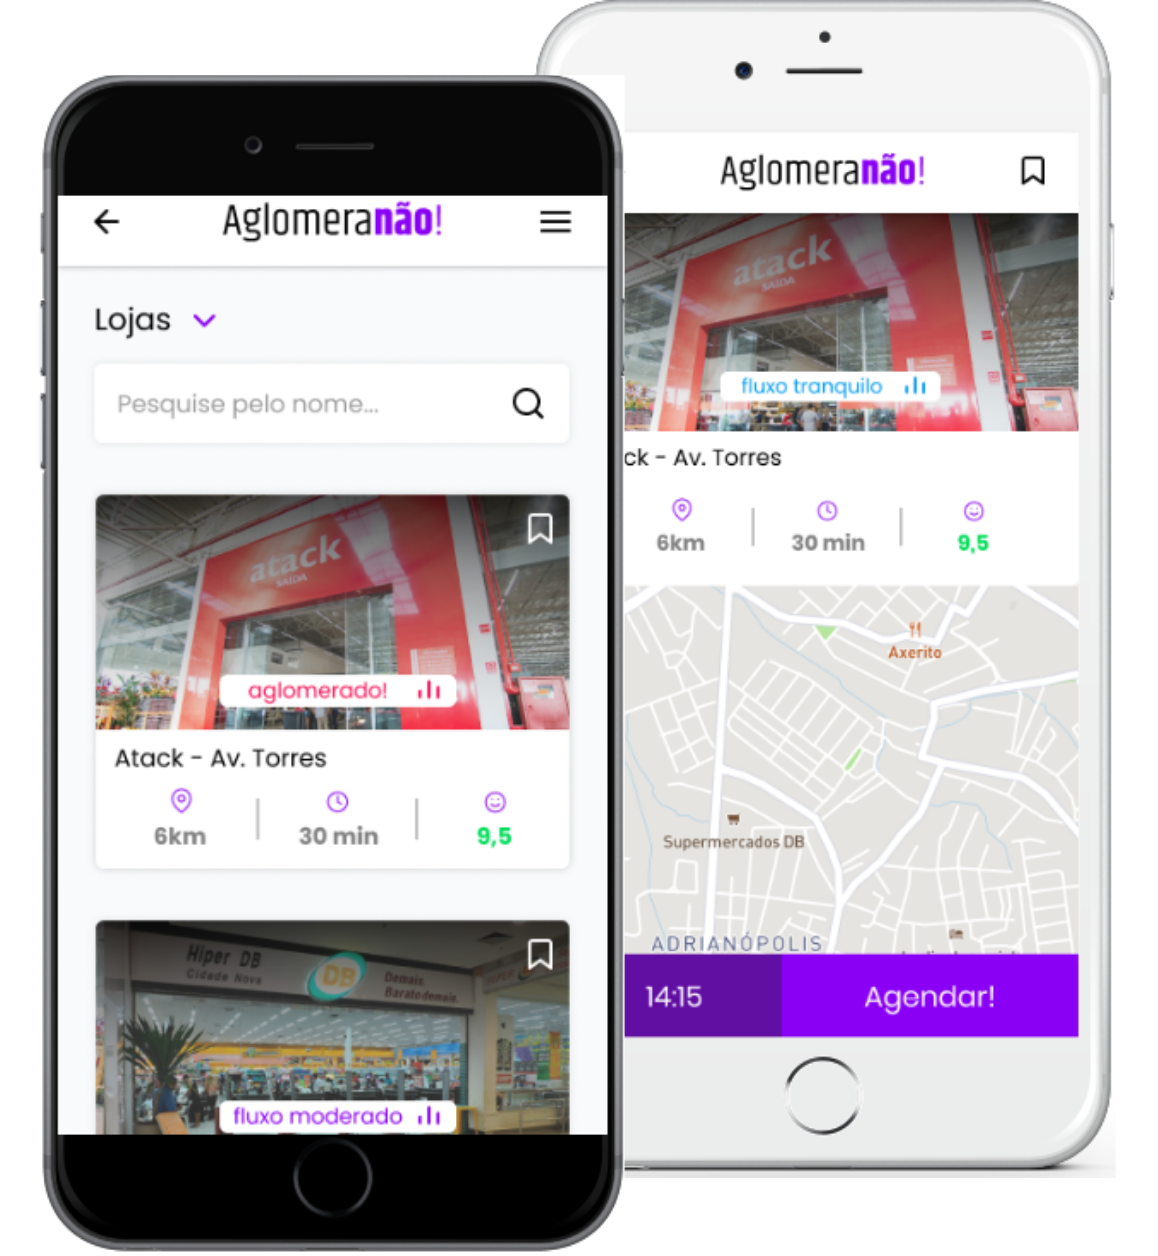 Aglomeranão!
Lojas
Pesquise pelo nome...
atack
SAÍDA
aglomerado!
Atack - Av. Torres
6km
30 min
9,5
Hiper DB
Cidade Nova
DB
Demais.
Barato demais.
fluxo moderado
Aglomeranão!
atack
SAÍDA
fluxo tranquilo
ck - Av. Torres
6km
30 min
9,5
Axerito
Supermercados DB
ADRIANÓPOLIS
14:15
Agendar!